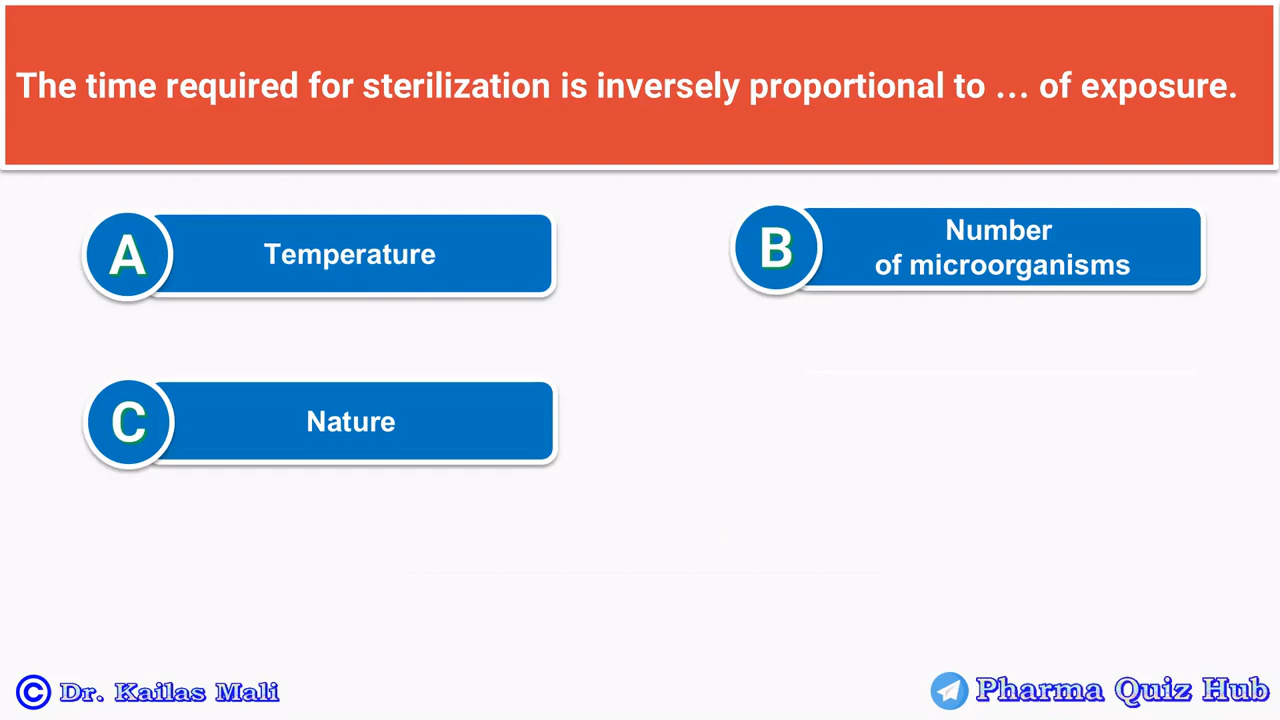 The time required for sterilization is inversely proportional to ... of exposure.
A
Temperature
B
Number
of microorganisms
C
Nature
© Dr. Kailas Mali
Pharma Quiz Hub